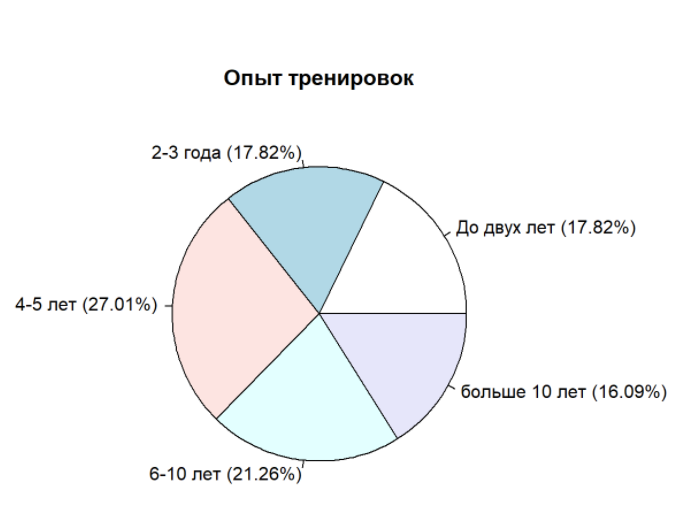 Опыт тренировок
2-3 года (17.82%)
До двух лет (17.82%)
4-5 лет (27.01%)
больше 10 лет (16.09%)
6-10 лет (21.26%)